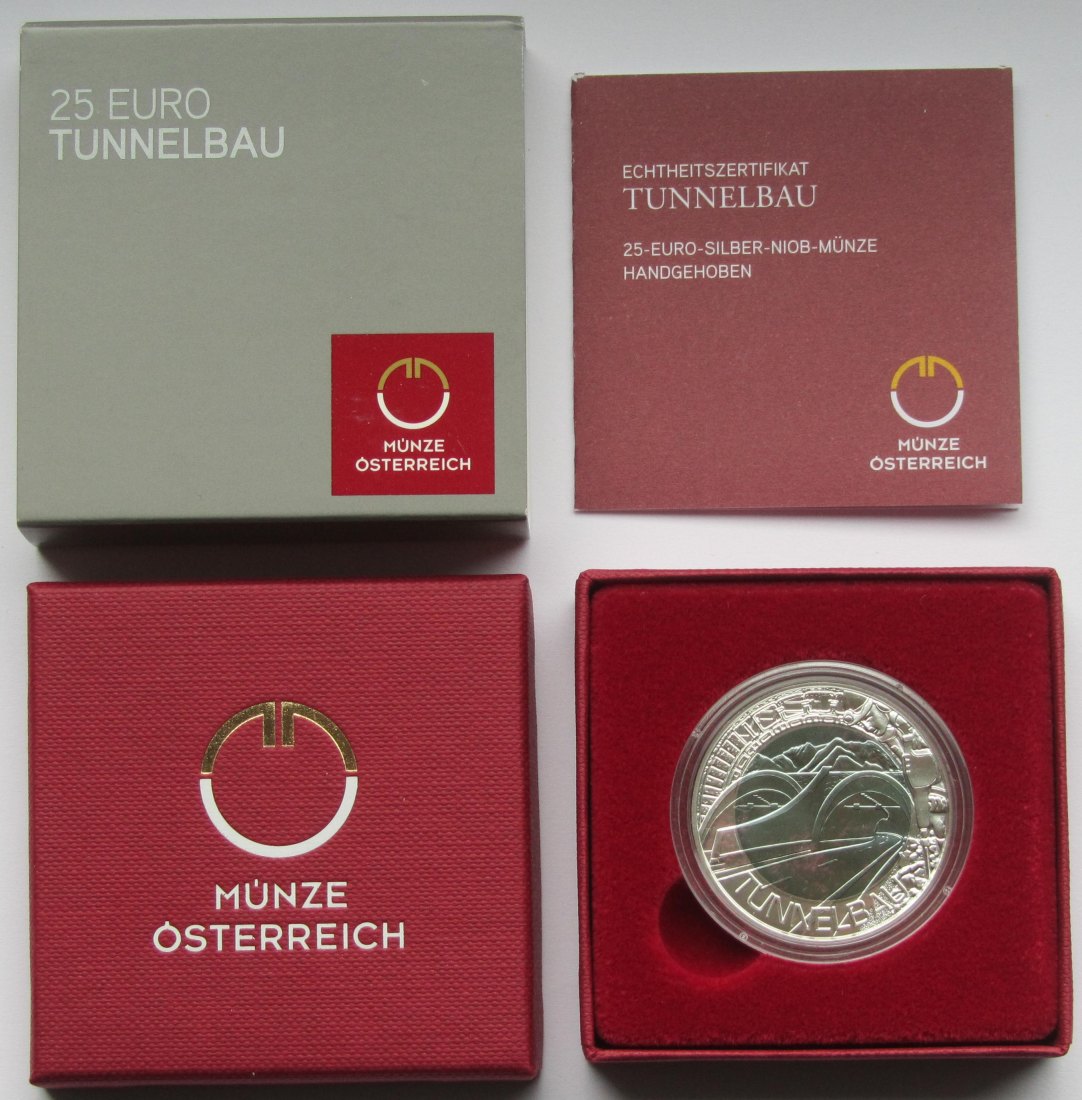 25 EURO
TUNNELBAU
MÜNZE
ÖSTERREICH
ECHTHEITSZERTIFIKAT
TUNNELBAU
25-EURO-SILBER-NIOB-MÜNZE
HANDGEHOBEN
MÜNZE
ÖSTERREICH
MÜNZE
ÖSTERREICH
TUNNELBAU